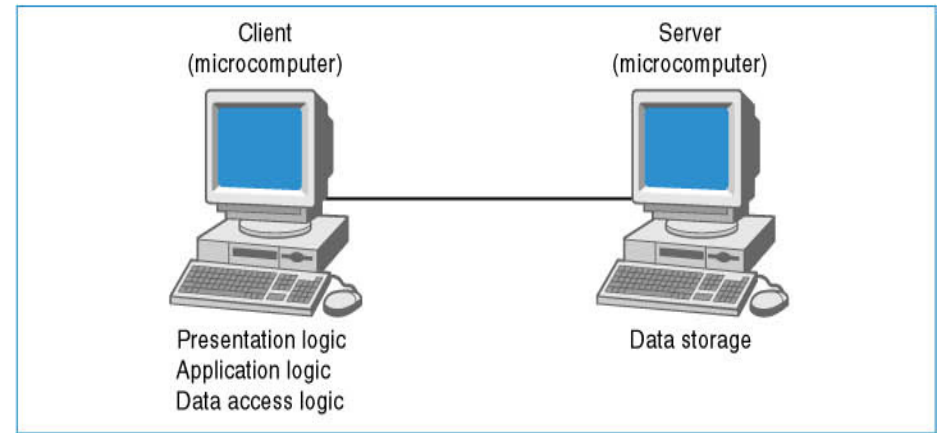 Client
(microcomputer)
Server
(microcomputer)
Presentation logic
Application logic
Data access logic
Data storage